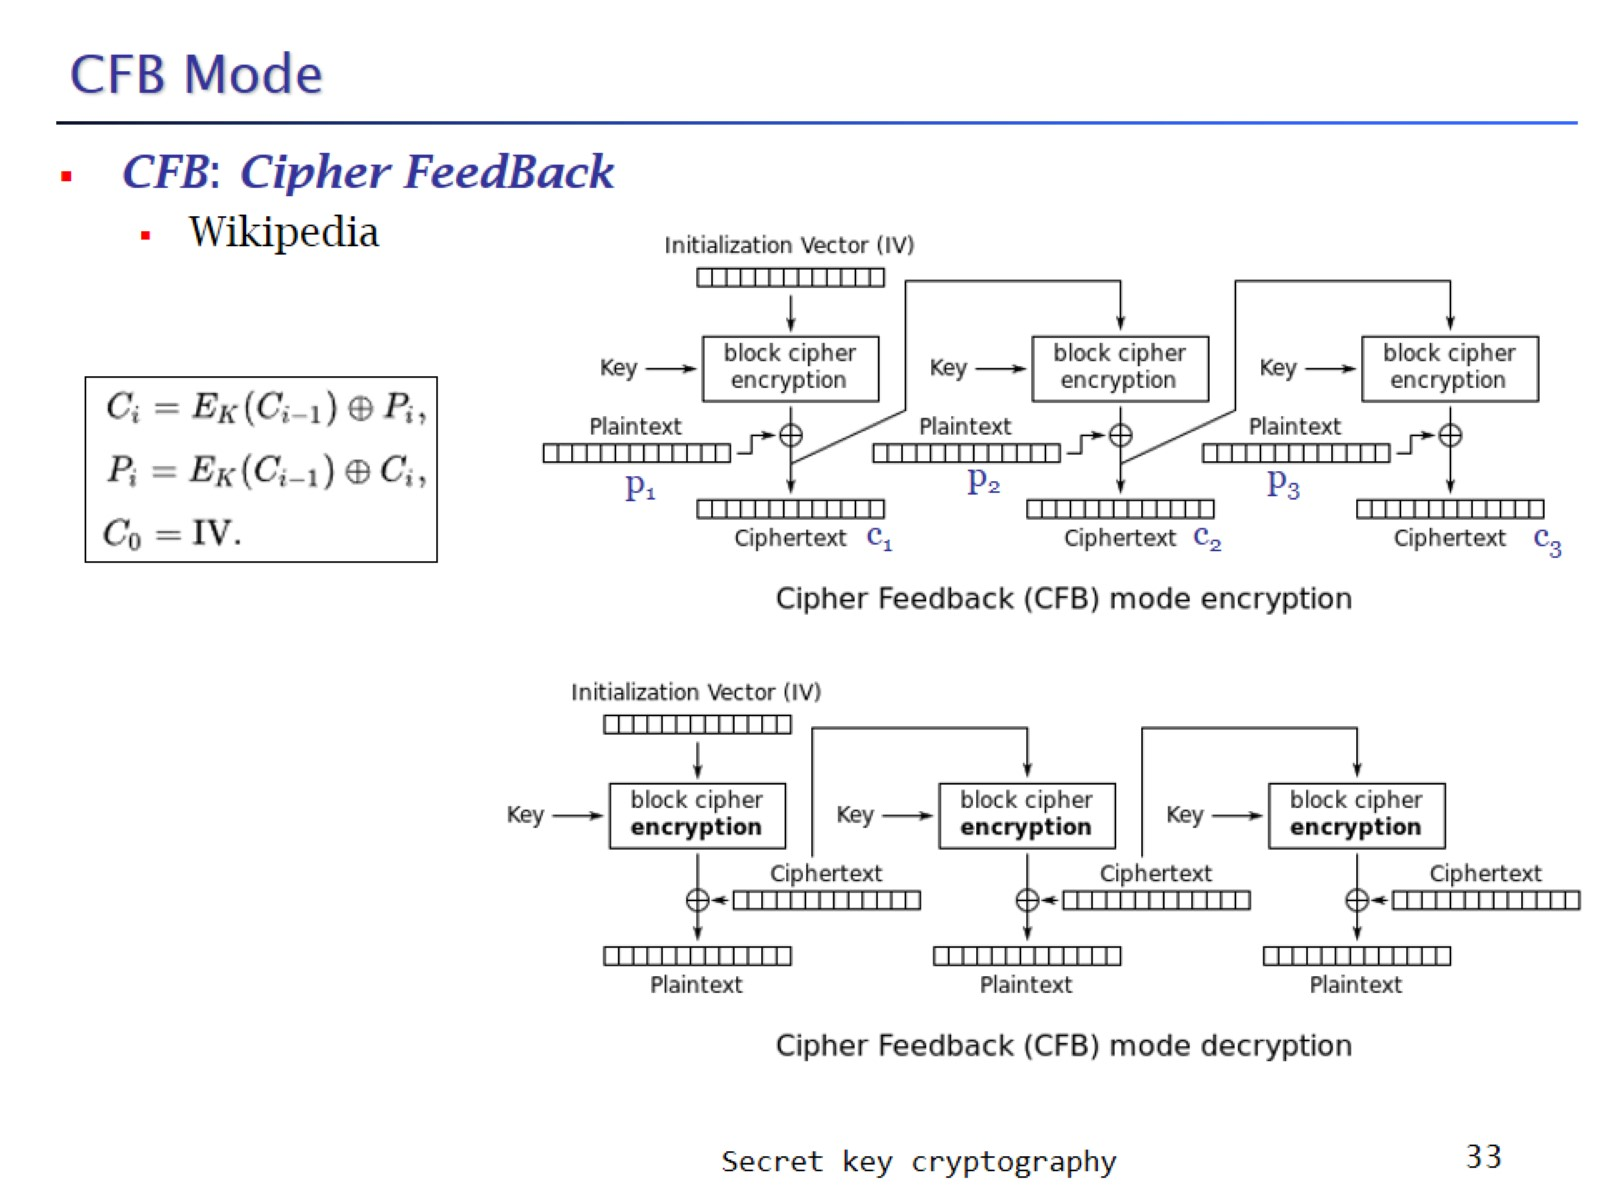 CFB Mode
▪ CFB: Cipher FeedBack
▪ Wikipedia
C_i = E_K(C_{i−1}) ⊕ P_i,
P_i = E_K(C_{i−1}) ⊕ C_i,
C_0 = IV.
Initialization Vector (IV)
Key block cipher encryption Key block cipher encryption Key block cipher encryption
Plaintext Plaintext Plaintext
p₁ p₂ p₃
Ciphertext c₁ Ciphertext c₂ Ciphertext c₃
Cipher Feedback (CFB) mode encryption
Initialization Vector (IV)
Key block cipher encryption Key block cipher encryption Key block cipher encryption
Ciphertext Ciphertext Ciphertext
Plaintext Plaintext Plaintext
Cipher Feedback (CFB) mode decryption
Secret key cryptography 33